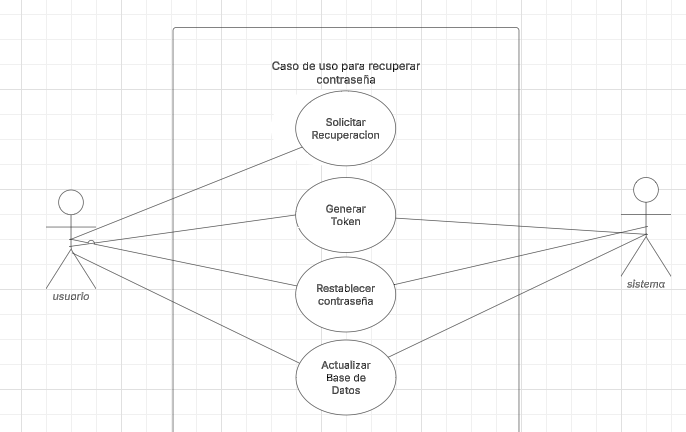 Caso de uso para recuperar
contraseña
Solicitar
Recuperacion
Generar
Token
usuario
sistema
Restablecer
contraseña
Actualizar
Base de
Datos